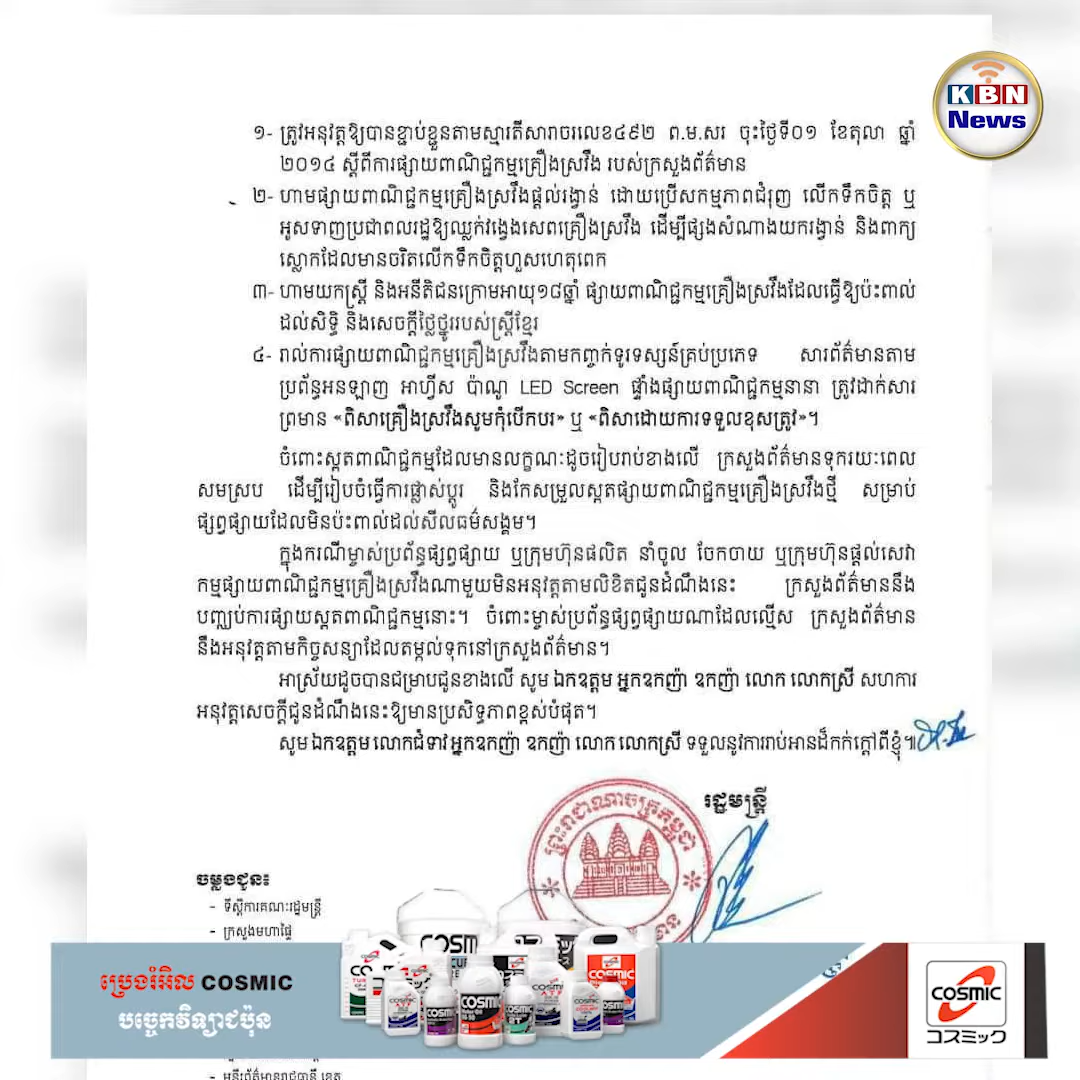 KBN
News
១- ត្រូវអនុវត្តឱ្យបានខ្ជាប់ខ្ជួនតាមស្មារតីសារាចរលេខ៤៩២ ព.ម.សរ ចុះថ្ងៃទី០១ ខែតុលា ឆ្នាំ
២០១៤ ស្តីពីការផ្សាយពាណិជ្ជកម្មគ្រឿងស្រវឹង របស់ក្រសួងព័ត៌មាន
២- ហាមផ្សាយពាណិជ្ជកម្មគ្រឿងស្រវឹងផ្តល់រង្វាន់ ដោយប្រើសកម្មភាពជំរុញ លើកទឹកចិត្ត ឬ
អូសទាញប្រជាពលរដ្ឋឱ្យឈ្លក់វង្វេងសេពគ្រឿងស្រវឹង ដើម្បីផ្សងសំណាងយករង្វាន់ និងពាក្យ
ស្លោកដែលមានចរិតលើកទឹកចិត្តហួសហេតុពេក
៣- ហាមយកស្ត្រី និងអនីតិជនក្រោមអាយុ១៨ឆ្នាំ ផ្សាយពាណិជ្ជកម្មគ្រឿងស្រវឹងដែលធ្វើឱ្យប៉ះពាល់
ដល់សិទ្ធិ និងសេចក្តីថ្លៃថ្នូររបស់ស្ត្រីខ្មែរ
៤- រាល់ការផ្សាយពាណិជ្ជកម្មគ្រឿងស្រវឹងតាមកញ្ចក់ទូរទស្សន៍គ្រប់ប្រភេទ សារព័ត៌មានតាម
ប្រព័ន្ធអនឡាញ អាហ្វីស ប៉ាណូ LED Screen ផ្ទាំងផ្សាយពាណិជ្ជកម្មនានា ត្រូវដាក់សារ
ព្រមាន «ពិសាគ្រឿងស្រវឹងសូមកុំបើកបរ» ឬ «ពិសាដោយការទទួលខុសត្រូវ»។
ចំពោះស្ពតពាណិជ្ជកម្មដែលមានលក្ខណៈដូចរៀបរាប់ខាងលើ ក្រសួងព័ត៌មានទុករយៈពេល
សមស្រប ដើម្បីរៀបចំធ្វើការផ្លាស់ប្តូរ និងកែសម្រួលស្ពតផ្សាយពាណិជ្ជកម្មគ្រឿងស្រវឹងថ្មី សម្រាប់
ផ្សព្វផ្សាយដែលមិនប៉ះពាល់ដល់សីលធម៌សង្គម។
ក្នុងករណីម្ចាស់ប្រព័ន្ធផ្សព្វផ្សាយ ឬក្រុមហ៊ុនផលិត នាំចូល ចែកចាយ ឬក្រុមហ៊ុនផ្តល់សេវា
កម្មផ្សាយពាណិជ្ជកម្មគ្រឿងស្រវឹងណាមួយមិនអនុវត្តតាមលិខិតជូនដំណឹងនេះ ក្រសួងព័ត៌មាននឹង
បញ្ឈប់ការផ្សាយស្ពតពាណិជ្ជកម្មនោះ។ ចំពោះម្ចាស់ប្រព័ន្ធផ្សព្វផ្សាយណាដែលល្មើស ក្រសួងព័ត៌មាន
នឹងអនុវត្តតាមកិច្ចសន្យាដែលតម្កល់ទុកនៅក្រសួងព័ត៌មាន។
អាស្រ័យដូចបានជម្រាបជូនខាងលើ សូម ឯកឧត្តម អ្នកឧកញ៉ា ឧកញ៉ា លោក លោកស្រី សហការ
អនុវត្តសេចក្តីជូនដំណឹងនេះឱ្យមានប្រសិទ្ធភាពខ្ពស់បំផុត។
សូម ឯកឧត្តម លោកជំទាវ អ្នកឧកញ៉ា ឧកញ៉ា លោក លោកស្រី ទទួលនូវការរាប់អានដ៏កក់ក្តៅពីខ្ញុំ៕
រដ្ឋមន្ត្រី
ព្រះរាជាណាចក្រកម្ពុជា
ចម្លងជូន៖
- ទីស្តីការគណៈរដ្ឋមន្ត្រី
- ក្រសួងមហាផ្ទៃ
ប្រេងរំអិល COSMIC
បច្ចេកវិទ្យាជប៉ុន
COSMIC
コスミック
- មន្ទីរព័ត៌មានរាជធានី ខេត្ត